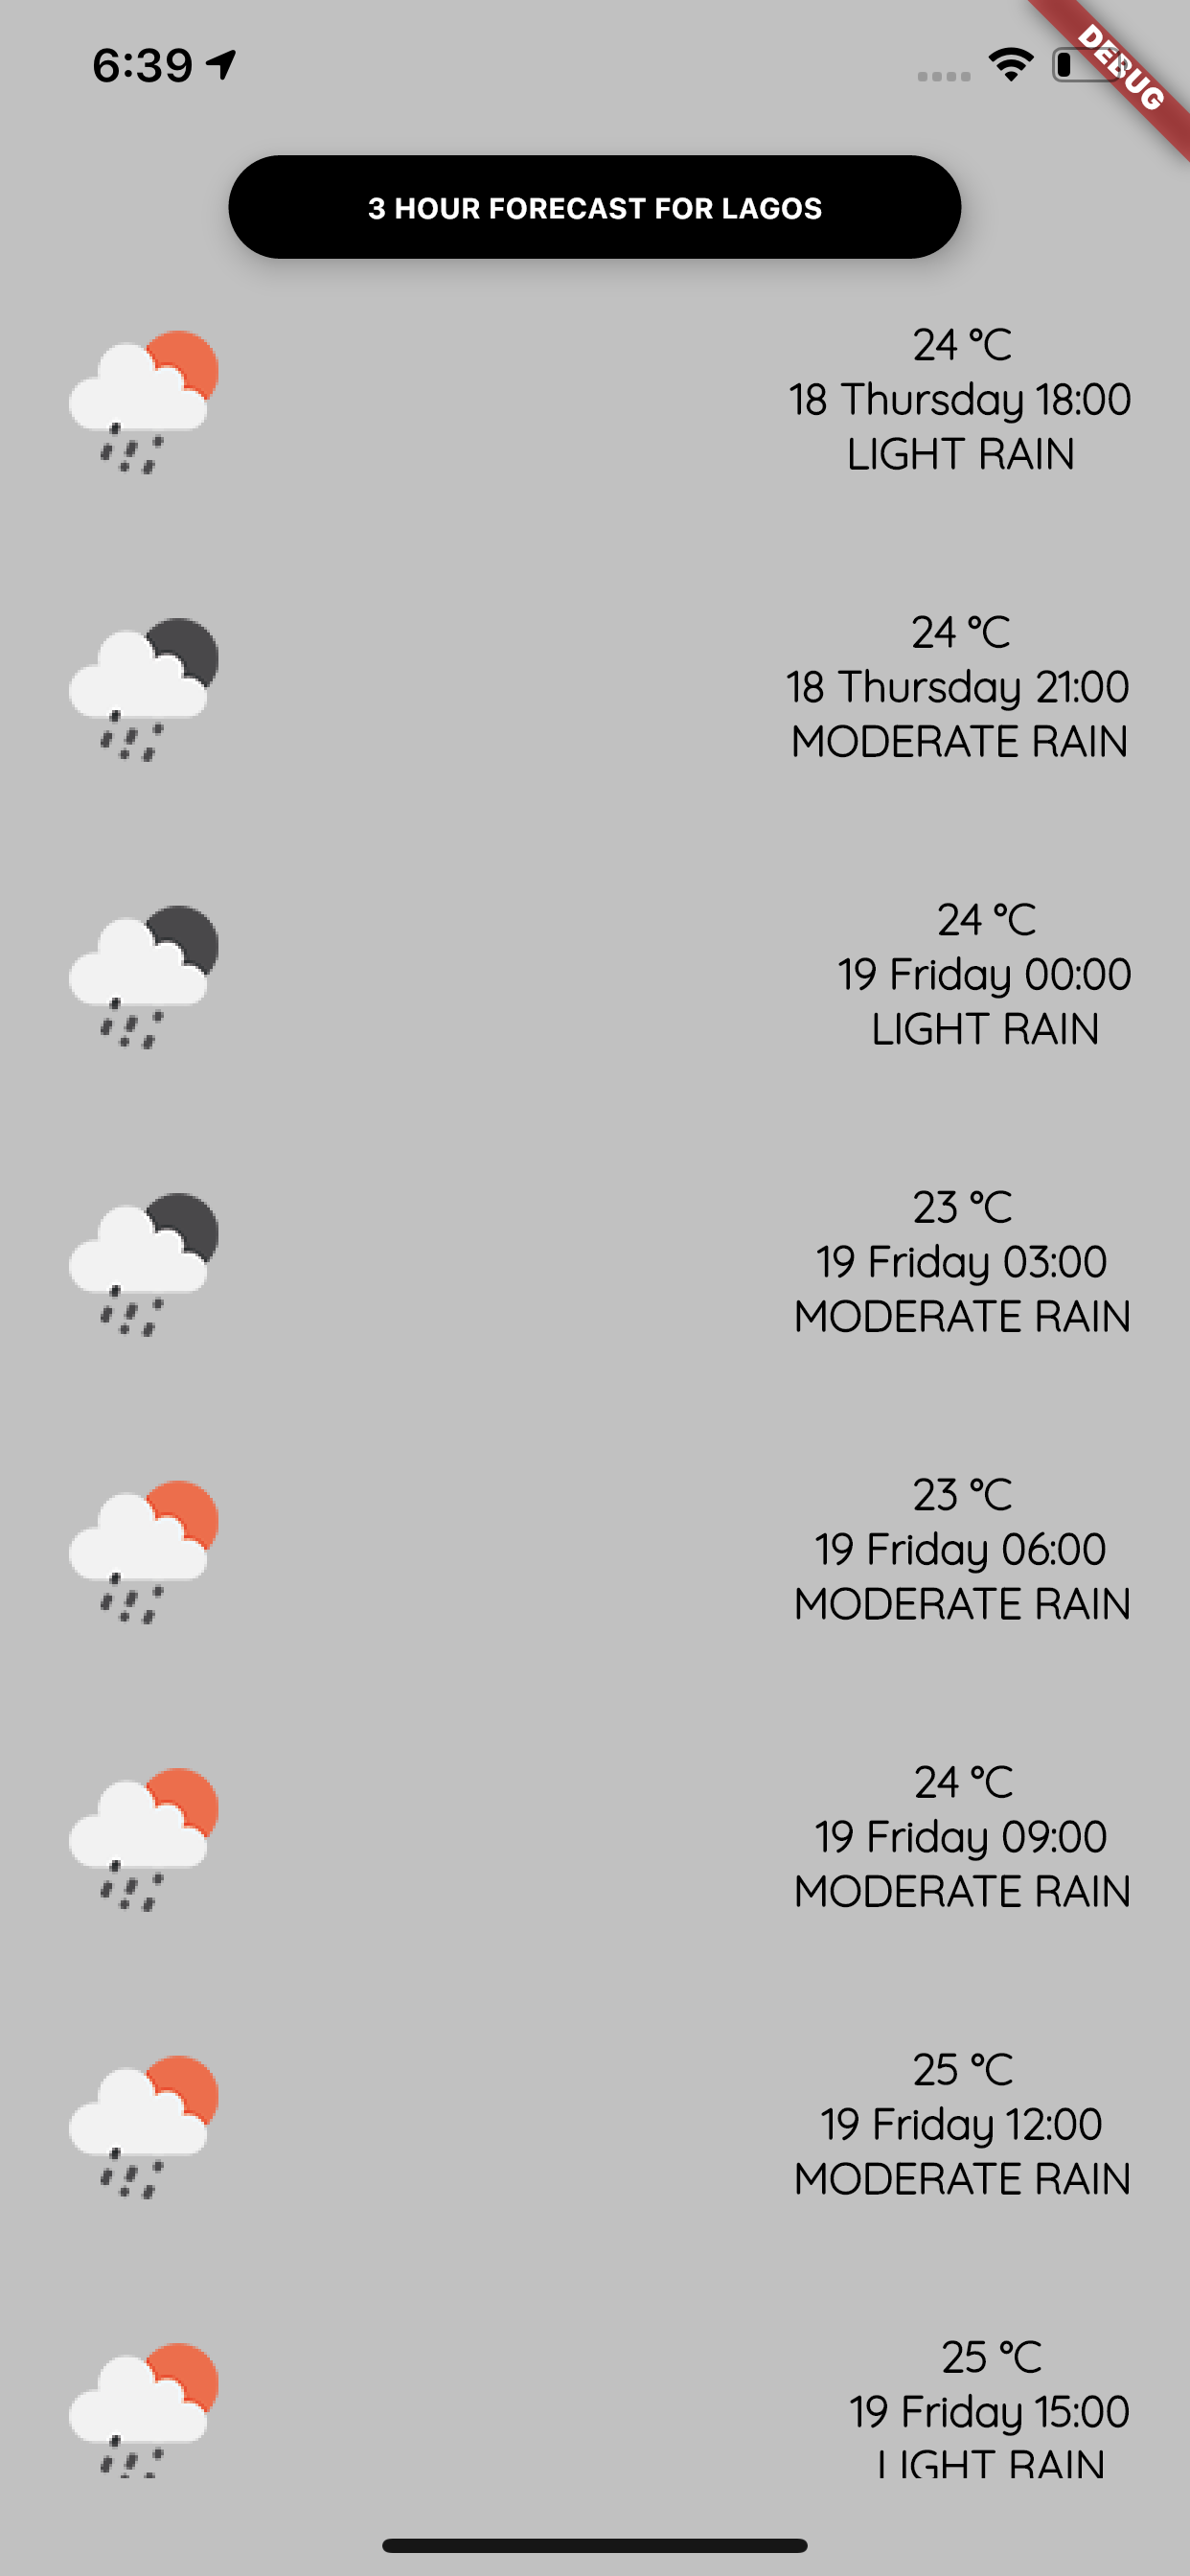 6:39
DEBUG
3 HOUR FORECAST FOR LAGOS
24 °C
18 Thursday 18:00
LIGHT RAIN
24 °C
18 Thursday 21:00
MODERATE RAIN
24 °C
19 Friday 00:00
LIGHT RAIN
23 °C
19 Friday 03:00
MODERATE RAIN
23 °C
19 Friday 06:00
MODERATE RAIN
24 °C
19 Friday 09:00
MODERATE RAIN
25 °C
19 Friday 12:00
MODERATE RAIN
25 °C
19 Friday 15:00
LIGHT RAIN